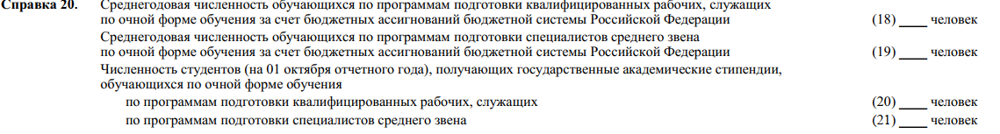 Справка 20. Среднегодовая численность обучающихся по программам подготовки квалифицированных рабочих, служащих
по очной форме обучения за счет бюджетных ассигнований бюджетной системы Российской Федерации (18) ____ человек
Среднегодовая численность обучающихся по программам подготовки специалистов среднего звена
по очной форме обучения за счет бюджетных ассигнований бюджетной системы Российской Федерации (19) ____ человек
Численность студентов (на 01 октября отчетного года), получающих государственные академические стипендии,
обучающихся по очной форме обучения
по программам подготовки квалифицированных рабочих, служащих (20) ____ человек
по программам подготовки специалистов среднего звена (21) ____ человек